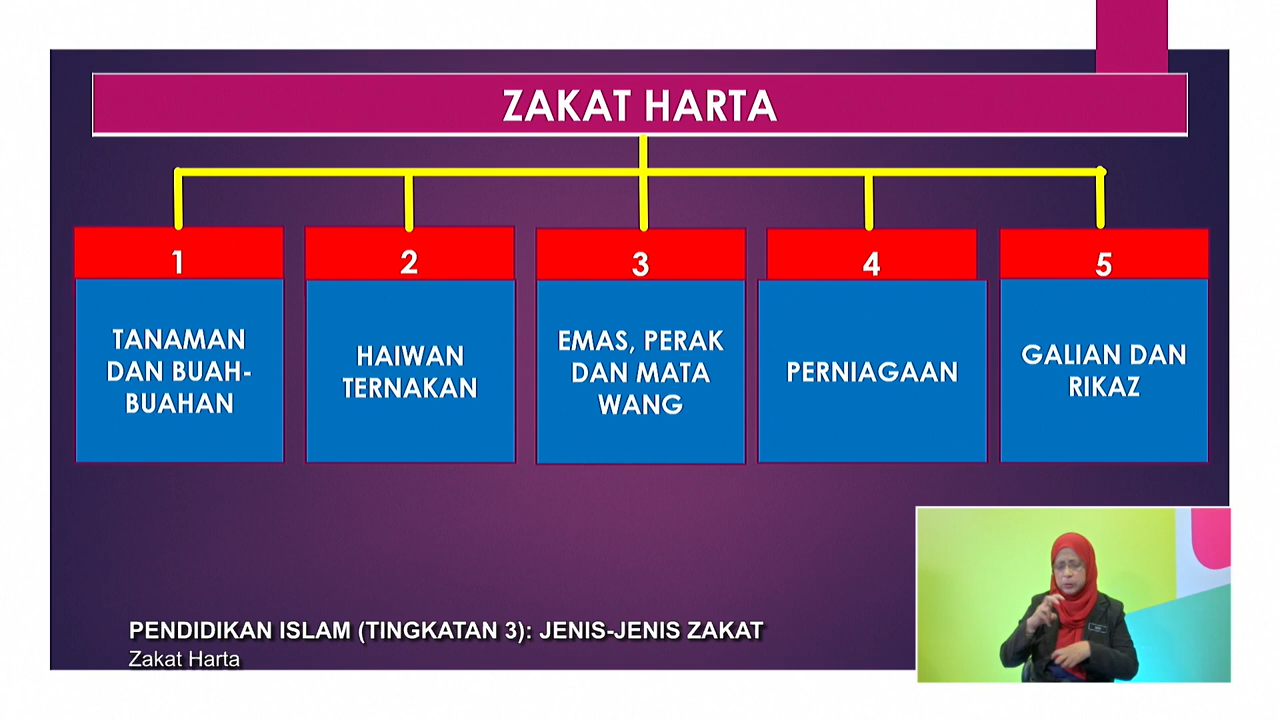 ZAKAT HARTA
1
TANAMAN
DAN BUAH-
BUAHAN
2
HAIWAN
TERNAKAN
3
EMAS, PERAK
DAN MATA
WANG
4
PERNIAGAAN
5
GALIAN DAN
RIKAZ
PENDIDIKAN ISLAM (TINGKATAN 3): JENIS-JENIS ZAKAT
Zakat Harta